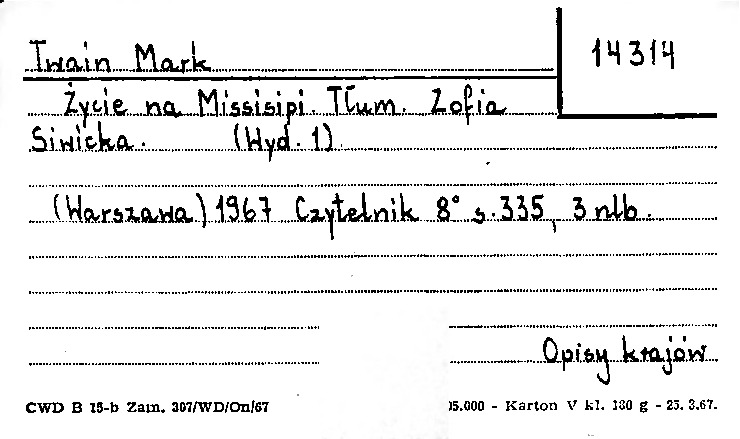 Twain Mark
14314
Życie na Missisipi. Tłum. Zofia
Siwicka. (Wyd. 1)
(Warszawa) 1967 Czytelnik 8° s. 335, 3 nlb.
Opisy krajów
CWD B 15-b Zam. 307/WD/On/67
05.000 - Karton V kl. 180 g - 25. 3.67.